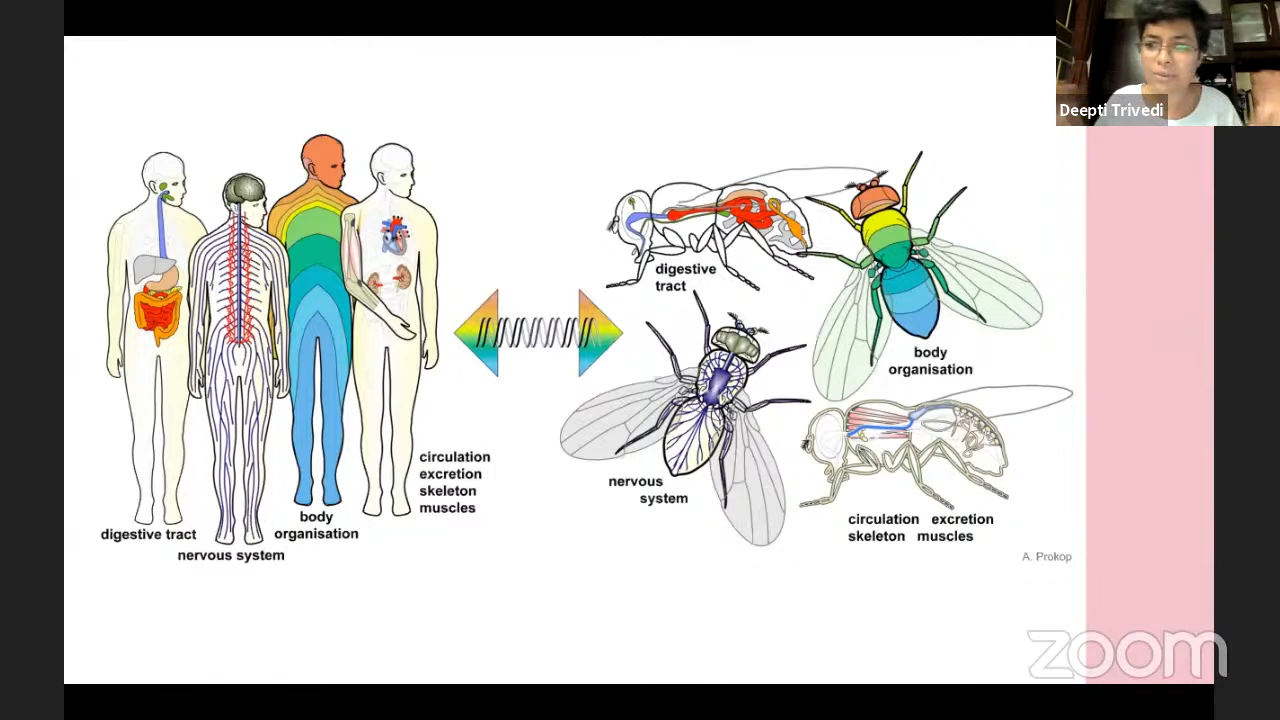 Deepti Trivedi
digestive
tract
body
organisation
circulation
excretion
skeleton
muscles
nervous
system
body
organisation
digestive tract
nervous system
circulation excretion
skeleton muscles
A. Prokop
zoom